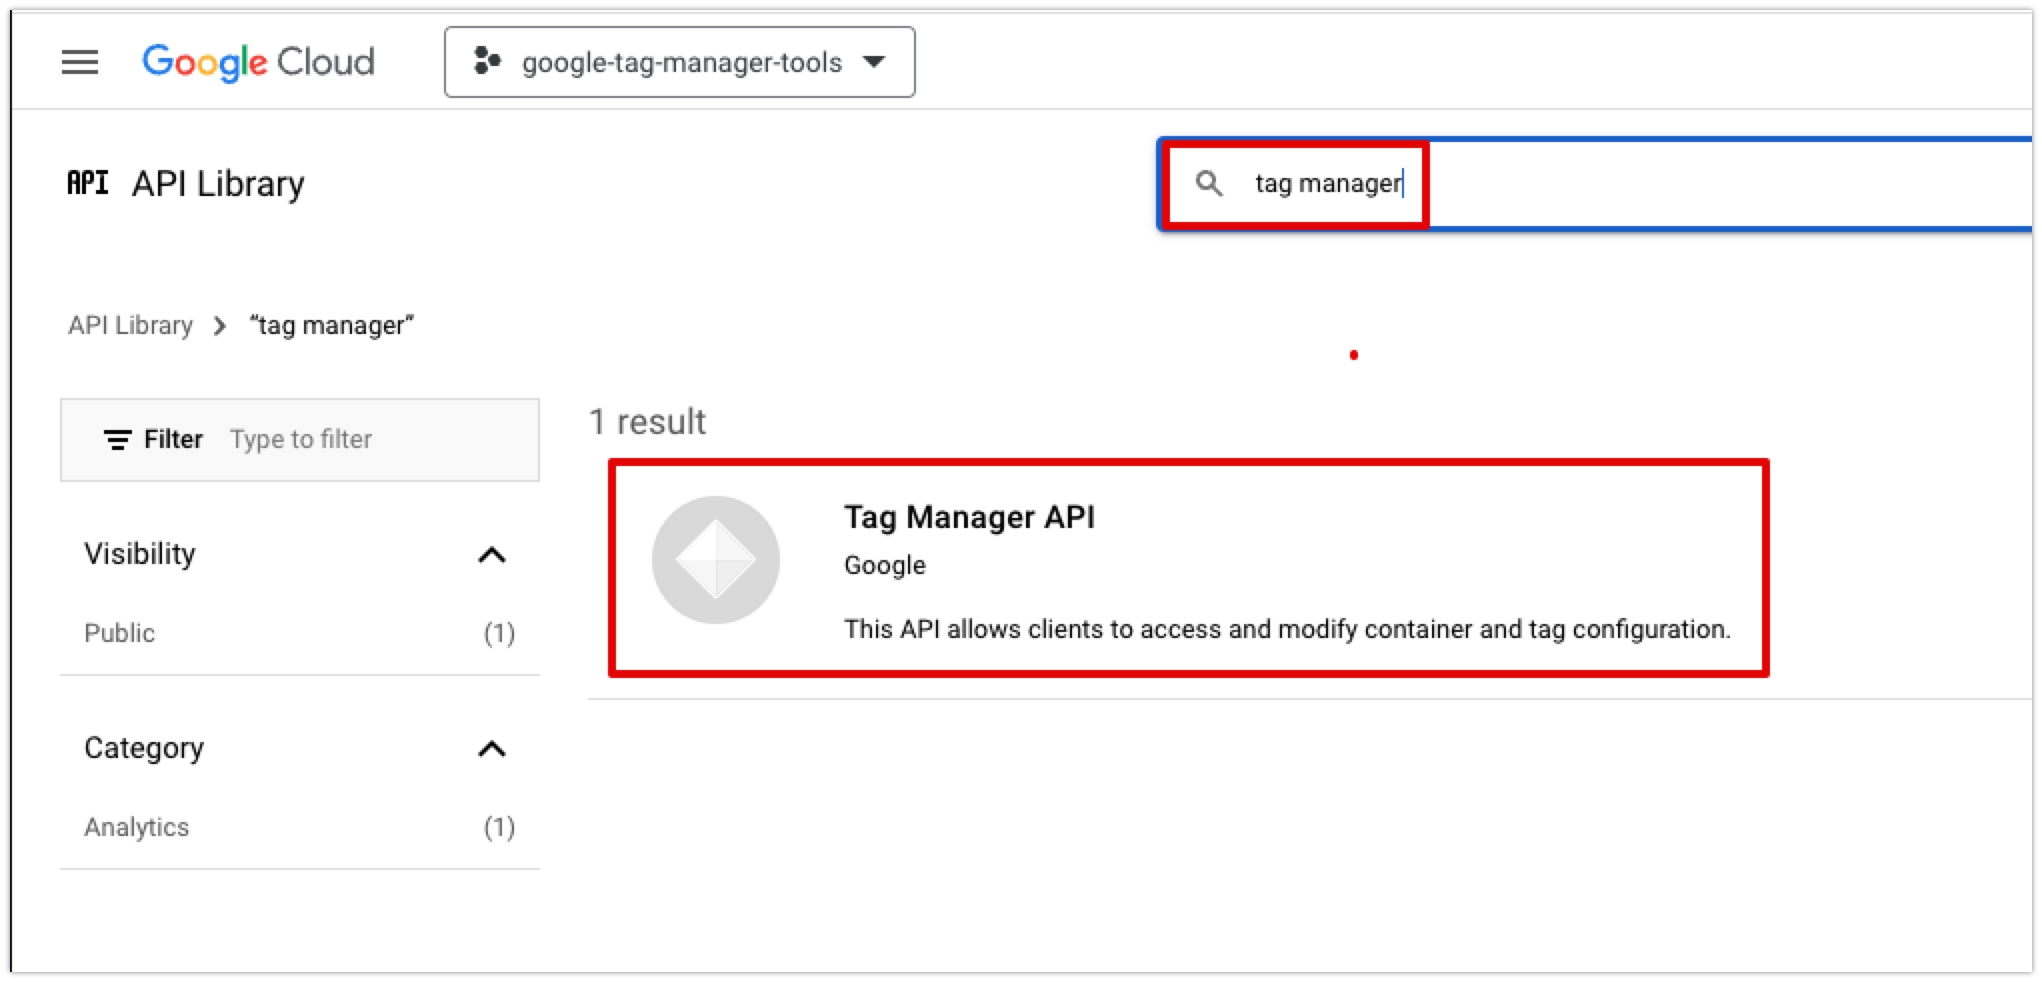 Google Cloud
google-tag-manager-tools
API API Library
tag manager
API Library > “tag manager”
Filter Type to filter
Visibility
Public (1)
Category
Analytics (1)
1 result
Tag Manager API
Google
This API allows clients to access and modify container and tag configuration.